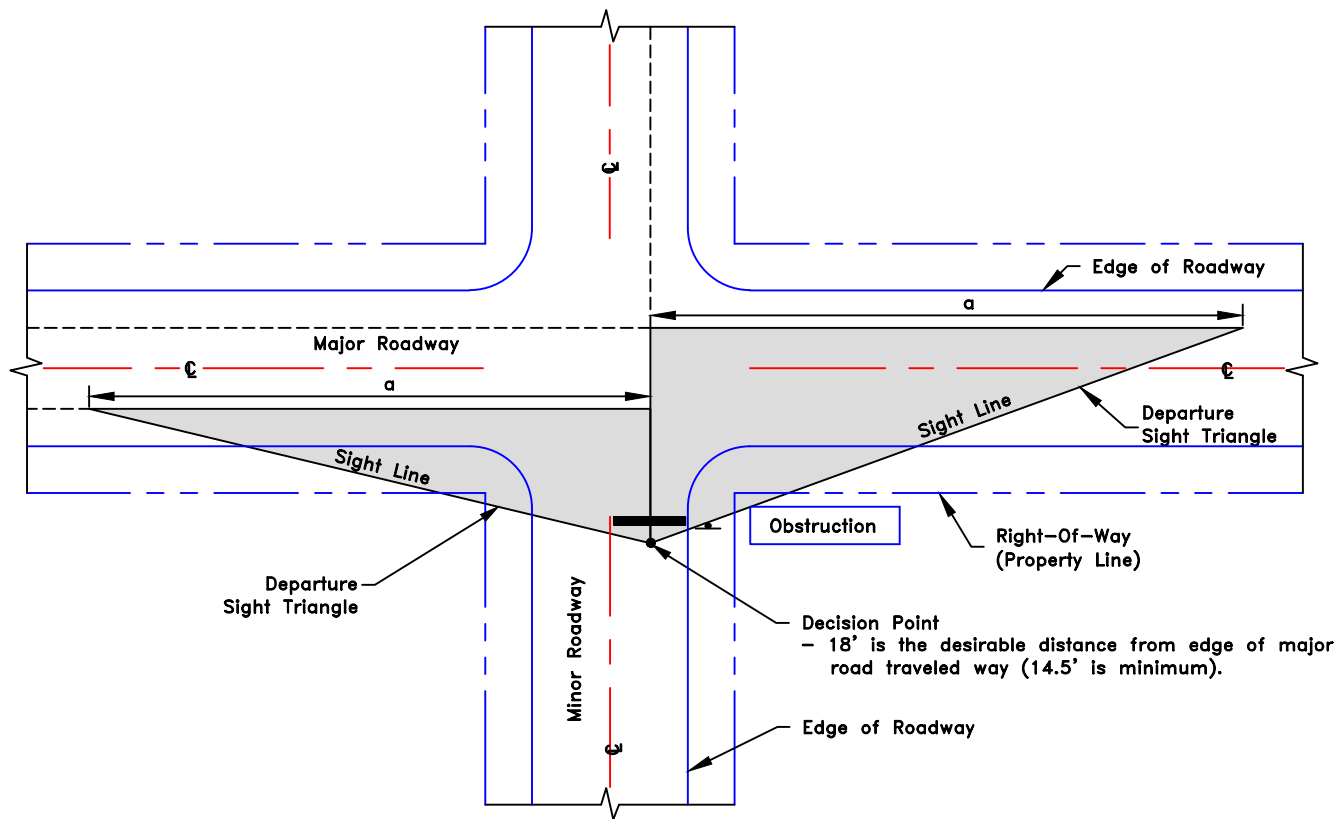 ℄
Edge of Roadway
a
Major Roadway
℄
℄
a
Sight Line
Departure
Sight Triangle
Sight Line
Obstruction
Right-Of-Way
(Property Line)
Departure
Sight Triangle
Minor Roadway
Decision Point
- 18' is the desirable distance from edge of major
road traveled way (14.5' is minimum).
Edge of Roadway
℄